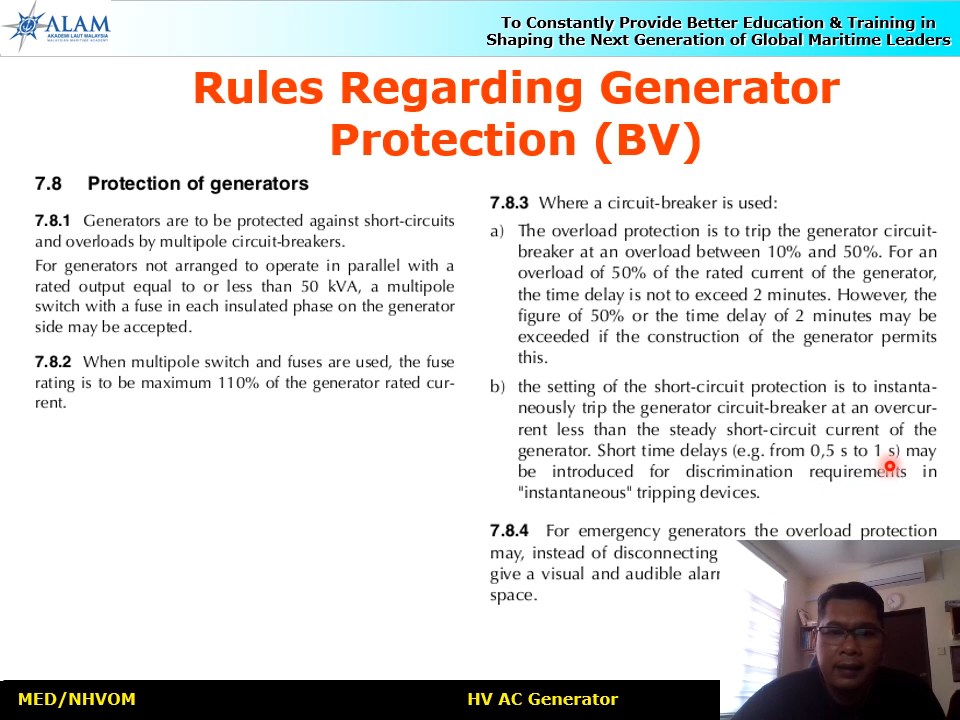 ALAM
AKADEMI LAUT MALAYSIA
MALAYSIAN MARITIME ACADEMY
To Constantly Provide Better Education & Training in
Shaping the Next Generation of Global Maritime Leaders
Rules Regarding Generator
Protection (BV)
7.8 Protection of generators
7.8.1 Generators are to be protected against short-circuits
and overloads by multipole circuit-breakers.
For generators not arranged to operate in parallel with a
rated output equal to or less than 50 kVA, a multipole
switch with a fuse in each insulated phase on the generator
side may be accepted.
7.8.2 When multipole switch and fuses are used, the fuse
rating is to be maximum 110% of the generator rated cur-
rent.
7.8.3 Where a circuit-breaker is used:
a) The overload protection is to trip the generator circuit-
breaker at an overload between 10% and 50%. For an
overload of 50% of the rated current of the generator,
the time delay is not to exceed 2 minutes. However, the
figure of 50% or the time delay of 2 minutes may be
exceeded if the construction of the generator permits
this.
b) the setting of the short-circuit protection is to instanta-
neously trip the generator circuit-breaker at an overcur-
rent less than the steady short-circuit current of the
generator. Short time delays (e.g. from 0,5 s to 1 s) may
be introduced for discrimination requirements in
"instantaneous" tripping devices.
7.8.4 For emergency generators the overload protection
may, instead of disconnecting
give a visual and audible alarm
space.
MED/NHVOM
HV AC Generator